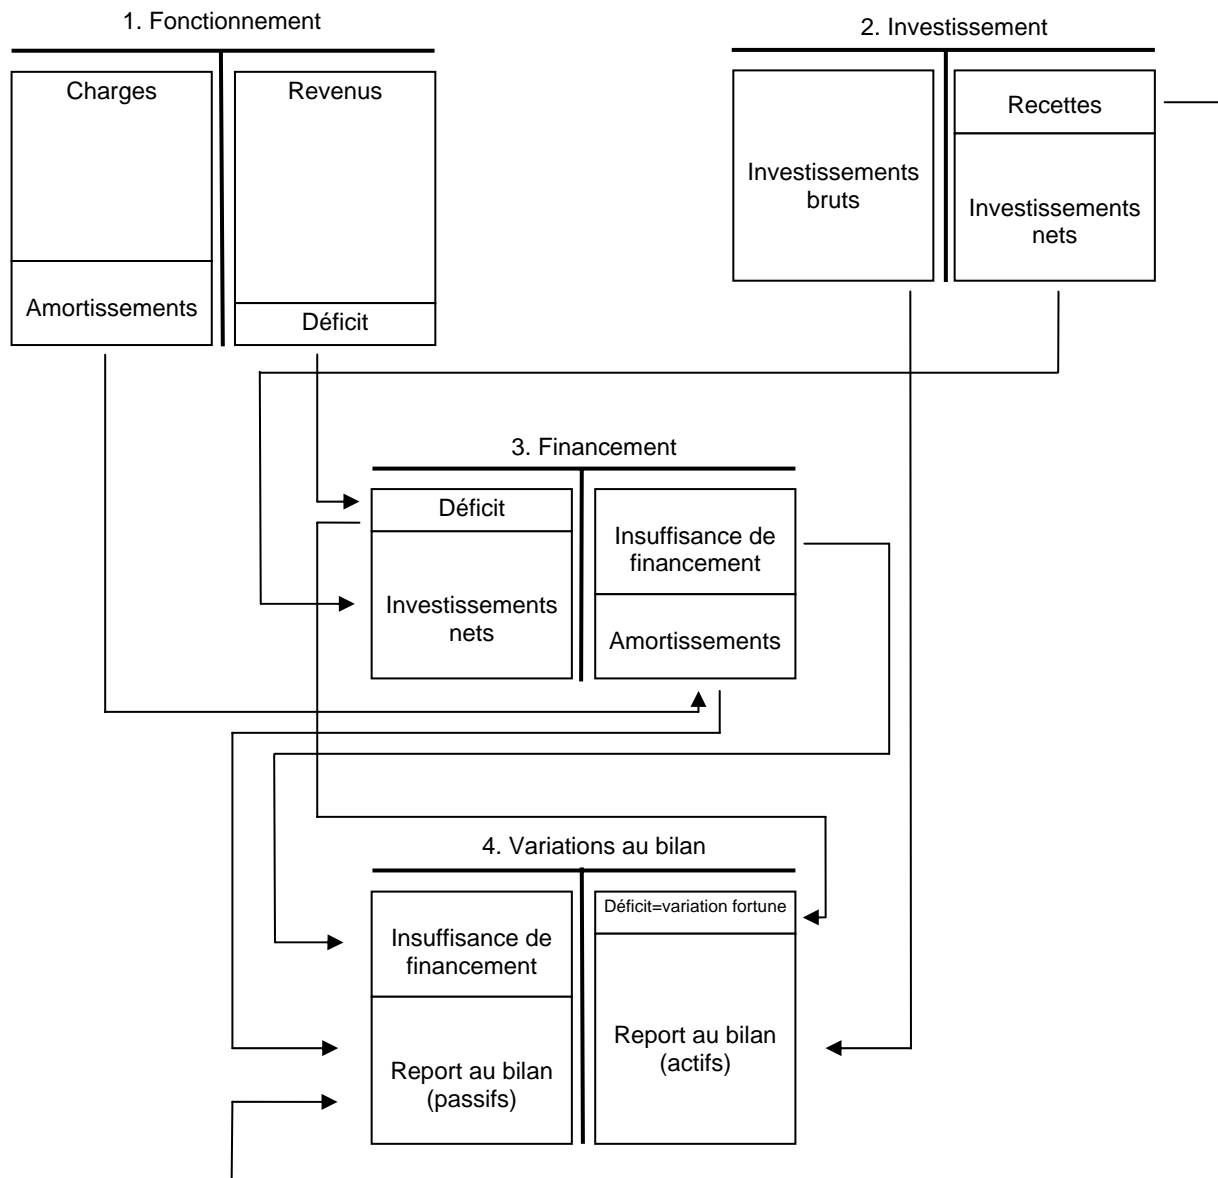 1. Fonctionnement
Charges
Revenus
Amortissements
Déficit
2. Investissement
Investissements
bruts
Recettes
Investissements
nets
3. Financement
Déficit
Investissements
nets
Insuffisance de
financement
Amortissements
4. Variations au bilan
Insuffisance de
financement
Report au bilan
(passifs)
Déficit=variation fortune
Report au bilan
(actifs)